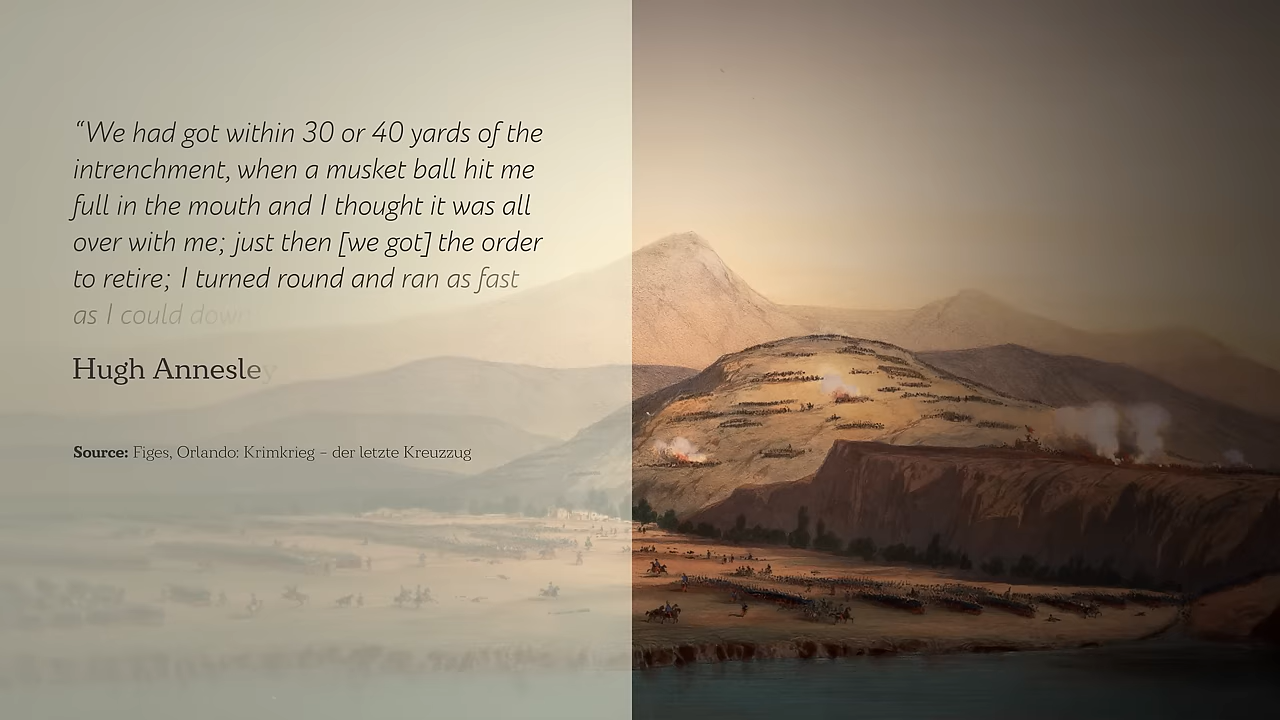 “We had got within 30 or 40 yards of the
intrenchment, when a musket ball hit me
full in the mouth and I thought it was all
over with me; just then [we got] the order
to retire; I turned round and ran as fast
as I could down
Hugh Annesley
Source: Figes, Orlando: Krimkrieg – der letzte Kreuzzug